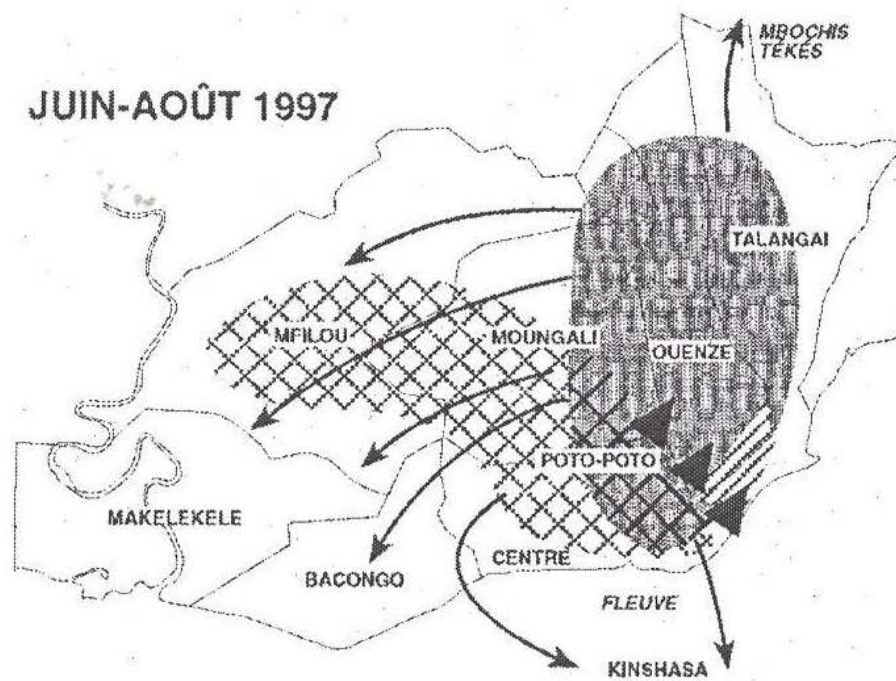 MBOCHIS
TÉKÉS
JUIN-AOÛT 1997
TALANGAI
MFILOU
MOUNGALI
OUENZE
POTO-POTO
MAKELEKELE
CENTRE
BACONGO
FLEUVE
KINSHASA